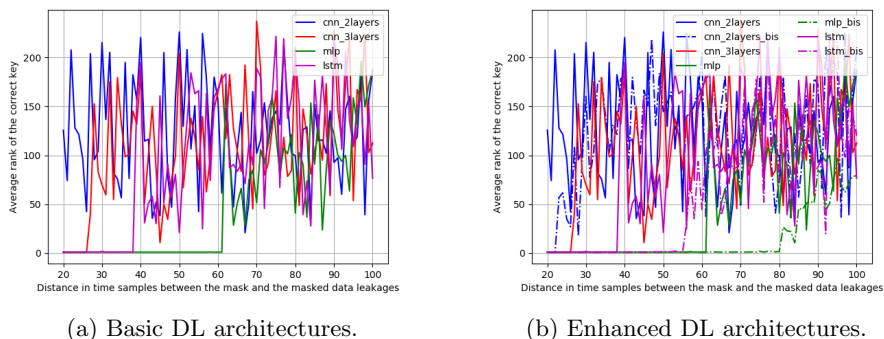 Average rank of the correct key
200
150
100
50
0
20 30 40 50 60 70 80 90 100
Distance in time samples between the mask and the masked data leakages
cnn_2layers
cnn_3layers
mlp
lstm
(a) Basic DL architectures.
Average rank of the correct key
200
150
100
50
0
20 30 40 50 60 70 80 90 100
Distance in time samples between the mask and the masked data leakages
cnn_2layers
cnn_2layers_bis
cnn_3layers
mlp
mlp_bis
lstm
lstm_bis
(b) Enhanced DL architectures.